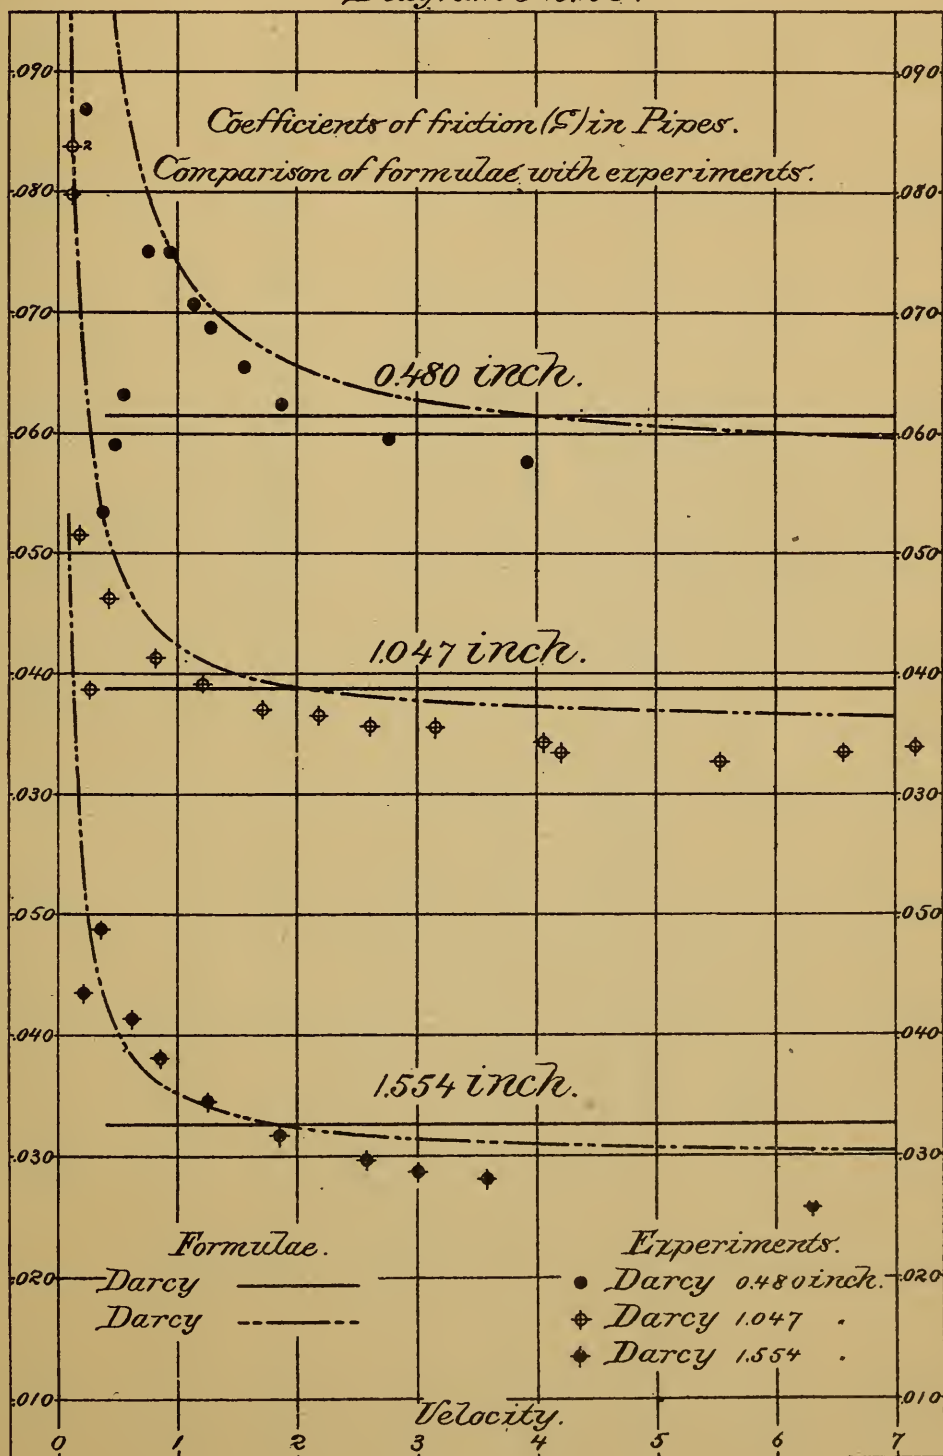 .090 .090
Coefficients of friction (ξ) in Pipes.
2
Comparison of formulae with experiments.
.080 .080
.070 .070
0.480 inch.
.060 .060
.050 .050
1.047 inch.
.040 .040
.030 .030
.050 .050
.040 .040
1.554 inch.
.030 .030
Formulae. Experiments.
.020 .020
Darcy Darcy 0.480 inch.
Darcy Darcy 1.047 .
Darcy 1.554 .
.010 .010
Velocity.
0 1 2 3 4 5 6 7